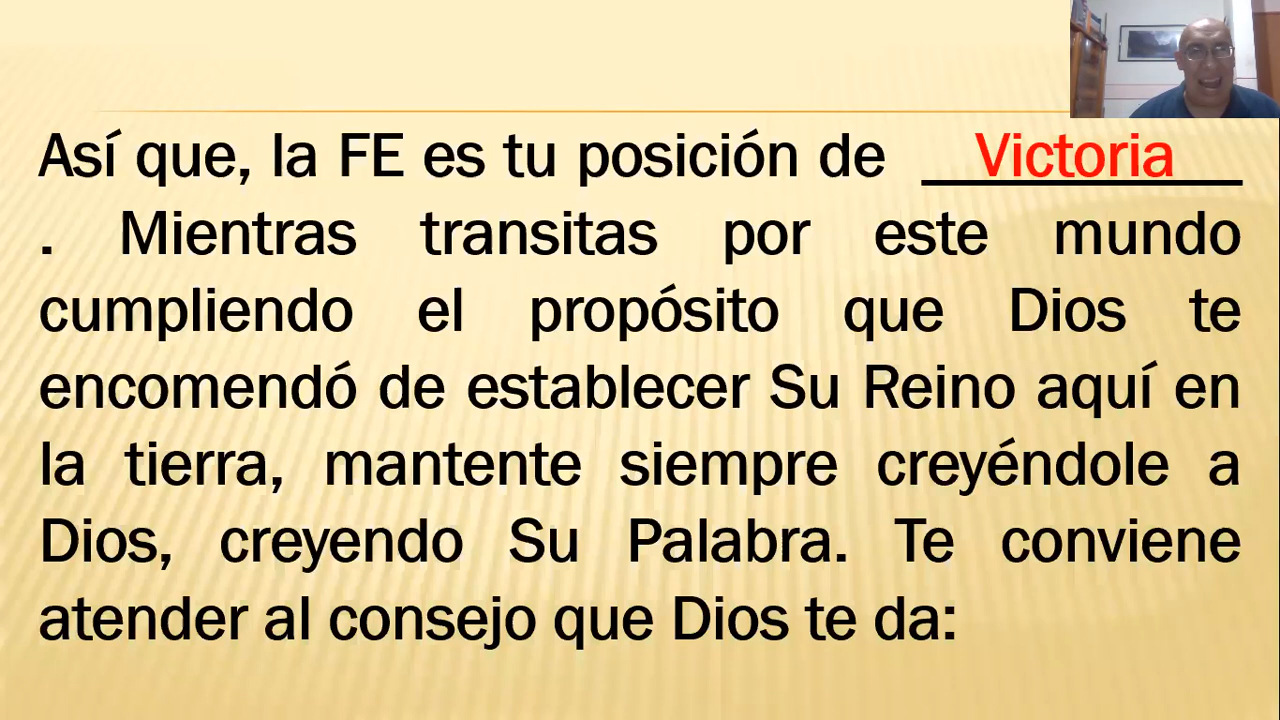 Así que, la FE es tu posición de Victoria
. Mientras transitas por este mundo
cumpliendo el propósito que Dios te
encomendó de establecer Su Reino aquí en
la tierra, mantente siempre creyéndole a
Dios, creyendo Su Palabra. Te conviene
atender al consejo que Dios te da: